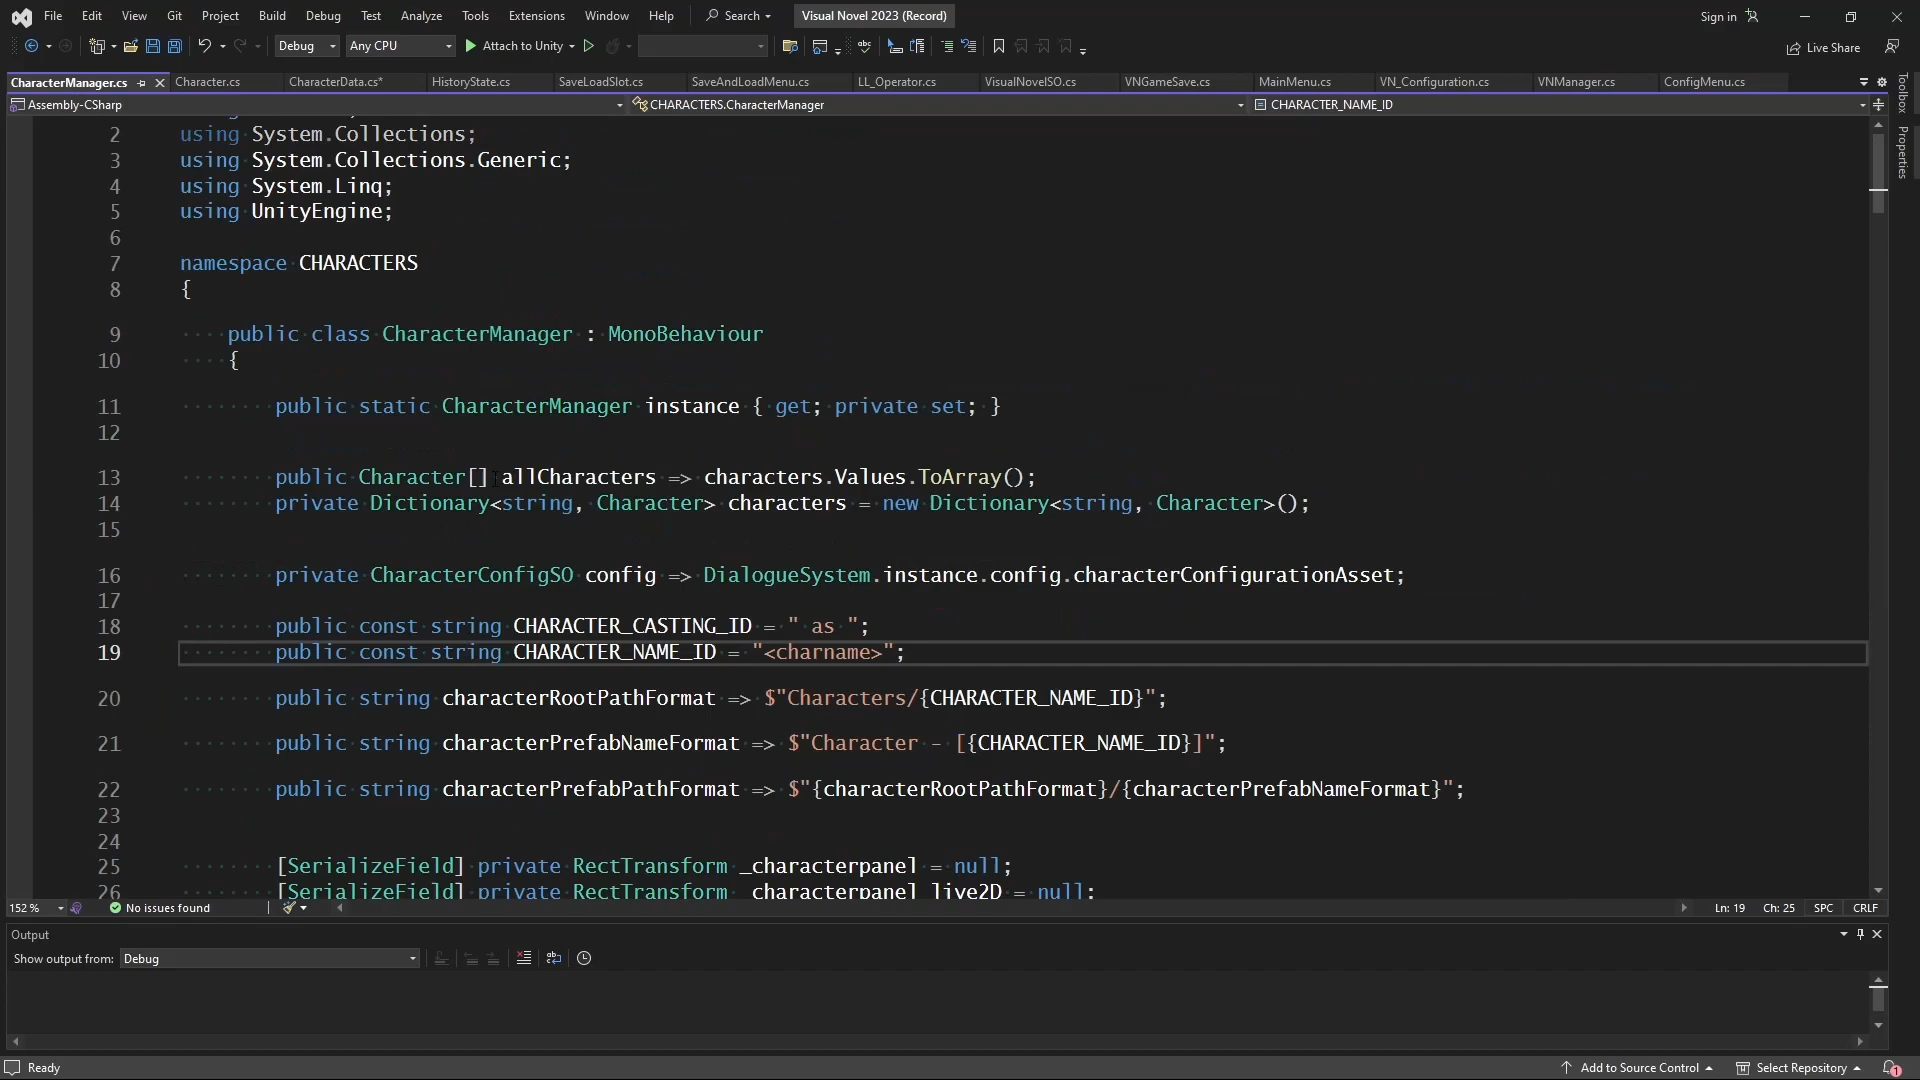 File Edit View Git Project Build Debug Test Analyze Tools Extensions Window Help Search Visual Novel 2023 (Record) Sign in
Debug Any CPU Attach to Unity Live Share
CharacterManager.cs Character.cs CharacterData.cs* HistoryState.cs SaveLoadSlot.cs SaveAndLoadMenu.cs LL_Operator.cs VisualNovelSO.cs VNGameSave.cs MainMenu.cs VN_Configuration.cs VNManager.cs ConfigMenu.cs
Assembly-CSharp CHARACTERS.CharacterManager CHARACTER_NAME_ID
Toolbox
Properties
2 using System.Collections;
3 using System.Collections.Generic;
4 using System.Linq;
5 using UnityEngine;
6
7 namespace CHARACTERS
8 {
9 public class CharacterManager : MonoBehaviour
10 {
11 public static CharacterManager instance { get; private set; }
12
13 public Character[] allCharacters => characters.Values.ToArray();
14 private Dictionary<string, Character> characters = new Dictionary<string, Character>();
15
16 private CharacterConfigSO config => DialogueSystem.instance.config.characterConfigurationAsset;
17
18 public const string CHARACTER_CASTING_ID = " as ";
19 public const string CHARACTER_NAME_ID = "<charname>";
20 public string characterRootPathFormat => $"Characters/{CHARACTER_NAME_ID}";
21 public string characterPrefabNameFormat => $"Character - [{CHARACTER_NAME_ID}]";
22 public string characterPrefabPathFormat => $"{characterRootPathFormat}/{characterPrefabNameFormat}";
23
24
25 [SerializeField] private RectTransform _characterpanel = null;
26 [SerializeField] private RectTransform _characterpanel_live2D = null;
152 % No issues found Ln: 19 Ch: 25 SPC CRLF
Output
Show output from: Debug
Ready Add to Source Control Select Repository 1